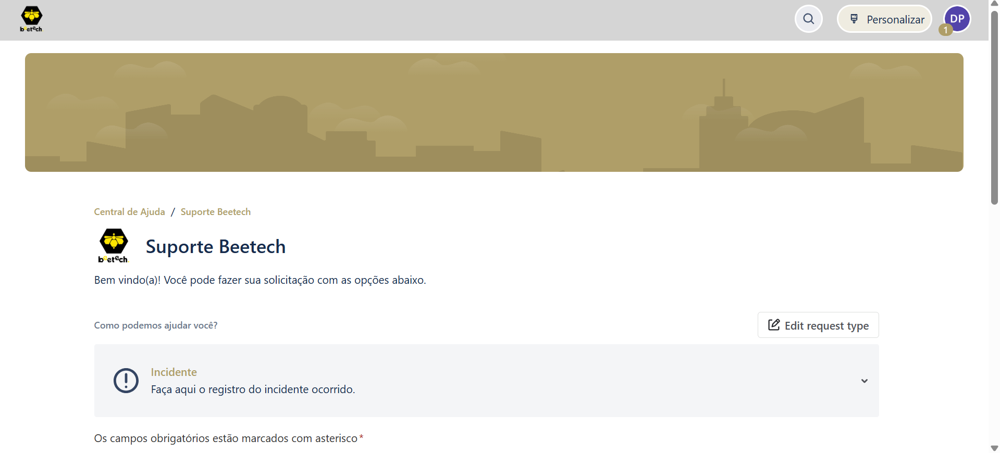 beetech
Personalizar
DP
1
Central de Ajuda / Suporte Beetech
beetech
Suporte Beetech
Bem vindo(a)! Você pode fazer sua solicitação com as opções abaixo.
Como podemos ajudar você?
Edit request type
Incidente
Faça aqui o registro do incidente ocorrido.
Os campos obrigatórios estão marcados com asterisco*